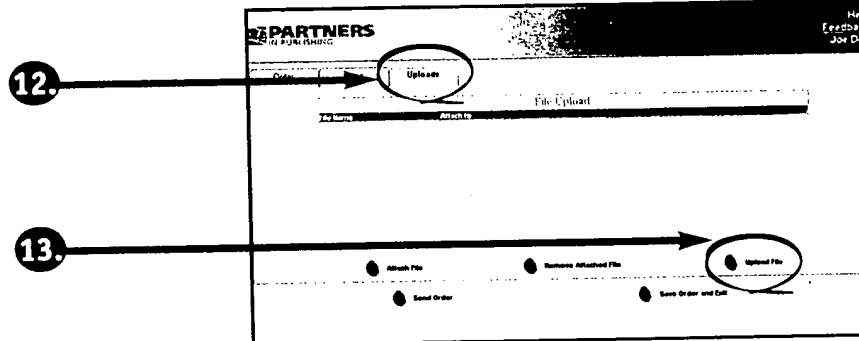 PARTNERS
IN PUBLISHING
Order
Uploads
12.
File Upload
File Name Attach to
13.
Attach File Remove Attached File Upload File
Send Order Save Order and Exit